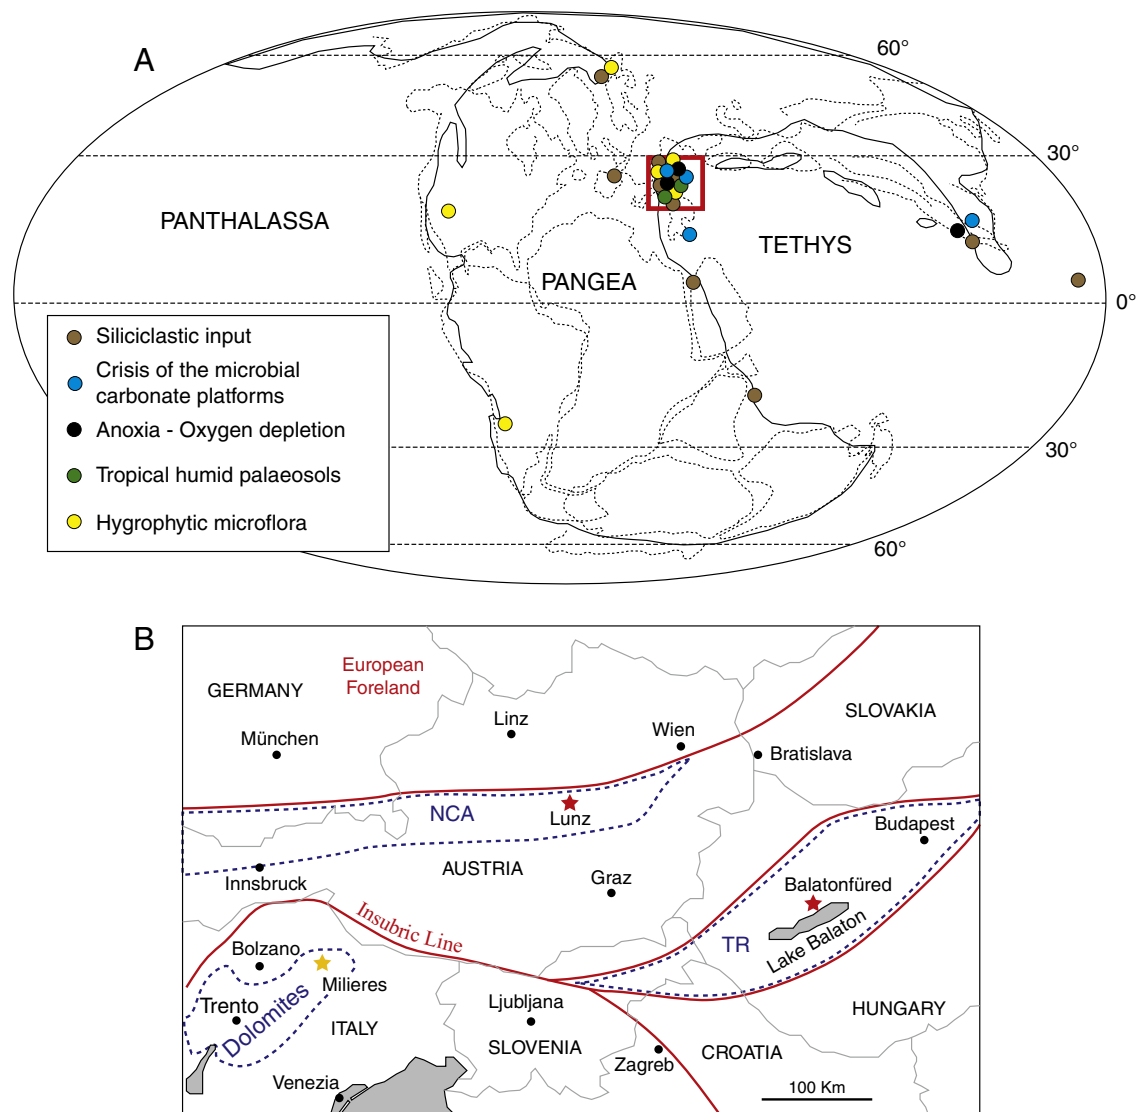 A
60°
30°
PANTHALASSA
TETHYS
PANGEA
0°
Siliciclastic input
Crisis of the microbial
carbonate platforms
Anoxia - Oxygen depletion
30°
Tropical humid palaeosols
Hygrophytic microflora
60°
B
European
Foreland
GERMANY
SLOVAKIA
Linz
Wien
München
Bratislava
NCA
Lunz
Budapest
AUSTRIA
Innsbruck
Graz
Balatonfüred
Insubric Line
TR
Lake Balaton
Bolzano
Milieres
Trento
Dolomites
Ljubljana
HUNGARY
ITALY
SLOVENIA
CROATIA
Zagreb
Venezia
100 Km